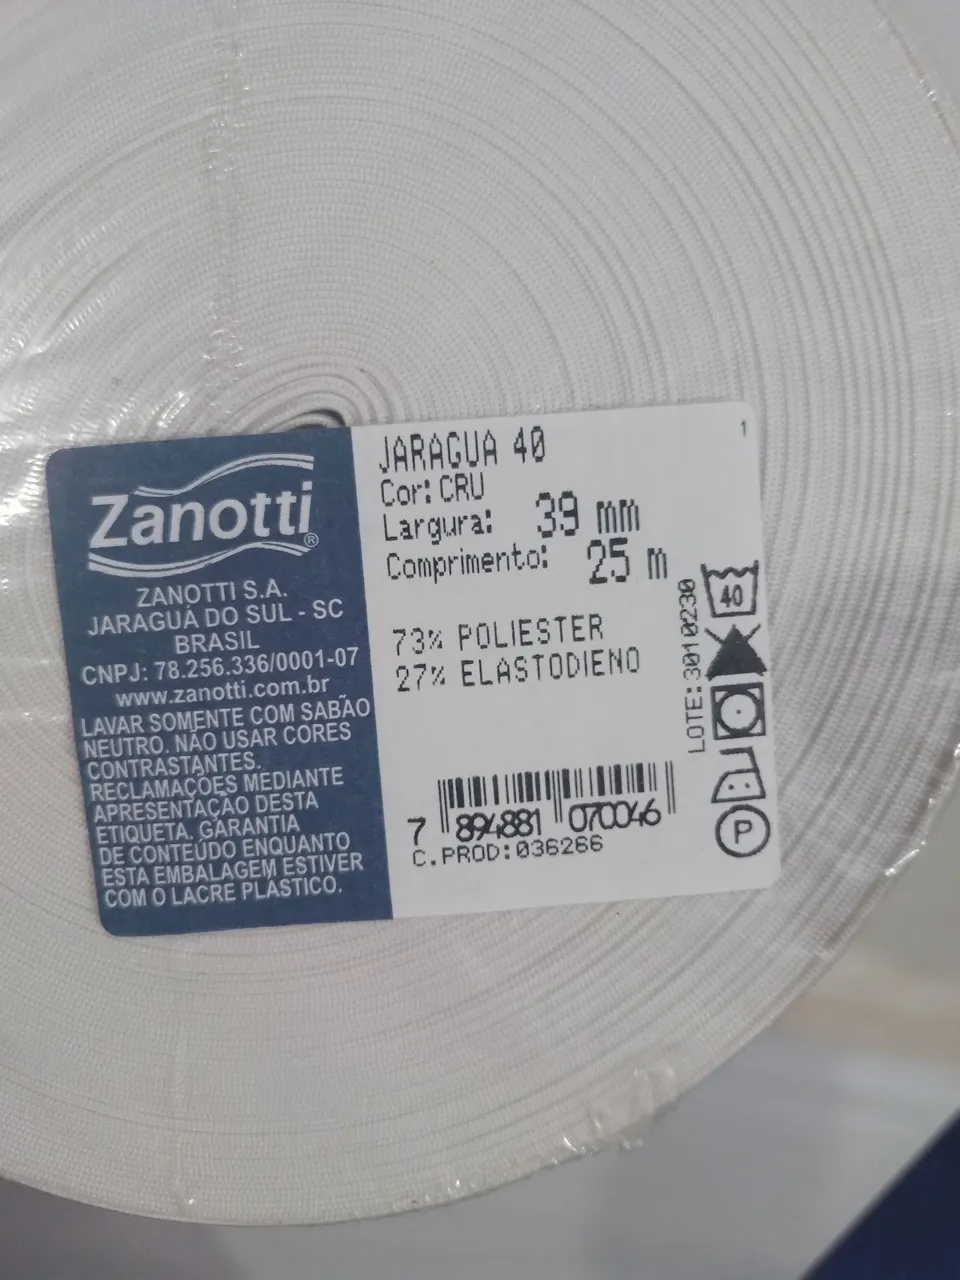 Zanotti®
ZANOTTI S.A.
JARAGUÁ DO SUL - SC
BRASIL
CNPJ: 78.256.336/0001-07
www.zanotti.com.br
LAVAR SOMENTE COM SABÃO
NEUTRO. NÃO USAR CORES
CONTRASTANTES.
RECLAMAÇÕES MEDIANTE
APRESENTAÇÃO DESTA
ETIQUETA. GARANTIA
DE CONTEÚDO ENQUANTO
ESTA EMBALAGEM ESTIVER
COM O LACRE PLÁSTICO.
1
JARAGUA 40
Cor: CRU
Largura: 39 mm
Comprimento: 25 m
73% POLIESTER
27% ELASTODIENO
7 894881 070046
C.PROD:036266
LOTE:3010230
40
P